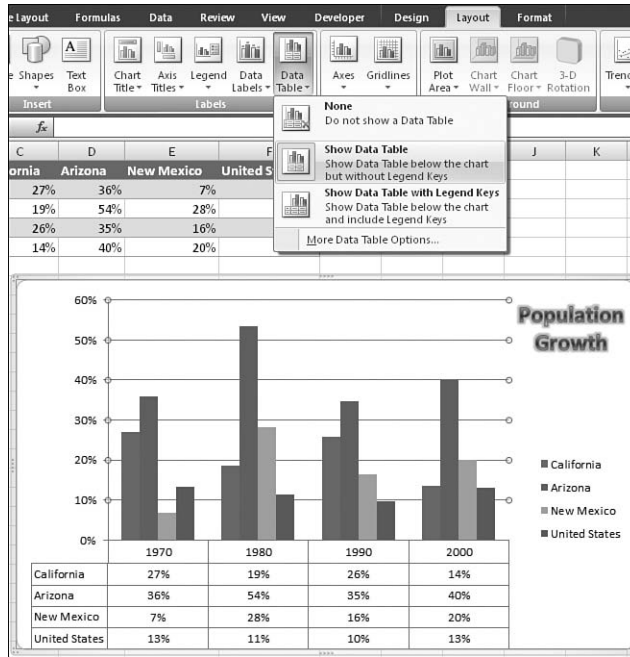 e Layout Formulas Data Review View Developer Design Layout Format
e Shapes Text Box Chart Title Axis Titles Legend Data Labels Data Table Axes Gridlines Plot Area Chart Wall Chart Floor 3-D Rotation Trend
Insert Labels round
None
Do not show a Data Table
Show Data Table
Show Data Table below the chart
but without Legend Keys
Show Data Table with Legend Keys
Show Data Table below the chart
and include Legend Keys
More Data Table Options...
fx
C D E F J K
ornia Arizona New Mexico United S
27% 36% 7%
19% 54% 28%
26% 35% 16%
14% 40% 20%
Population
Growth
60%
50%
40%
30%
20%
10%
0%
California
Arizona
New Mexico
United States
1970 1980 1990 2000
California 27% 19% 26% 14%
Arizona 36% 54% 35% 40%
New Mexico 7% 28% 16% 20%
United States 13% 11% 10% 13%